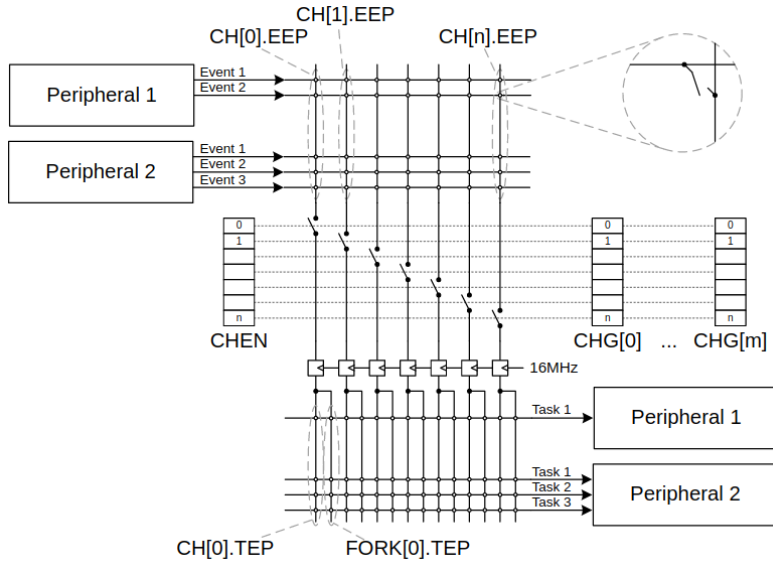 CH[1].EEP
CH[0].EEP
CH[n].EEP
Peripheral 1
Event 1
Event 2
Peripheral 2
Event 1
Event 2
Event 3
0
1
n
CHEN
0
1
n
CHG[0]
...
0
1
n
CHG[m]
16MHz
Task 1
Peripheral 1
Task 1
Task 2
Task 3
Peripheral 2
CH[0].TEP
FORK[0].TEP